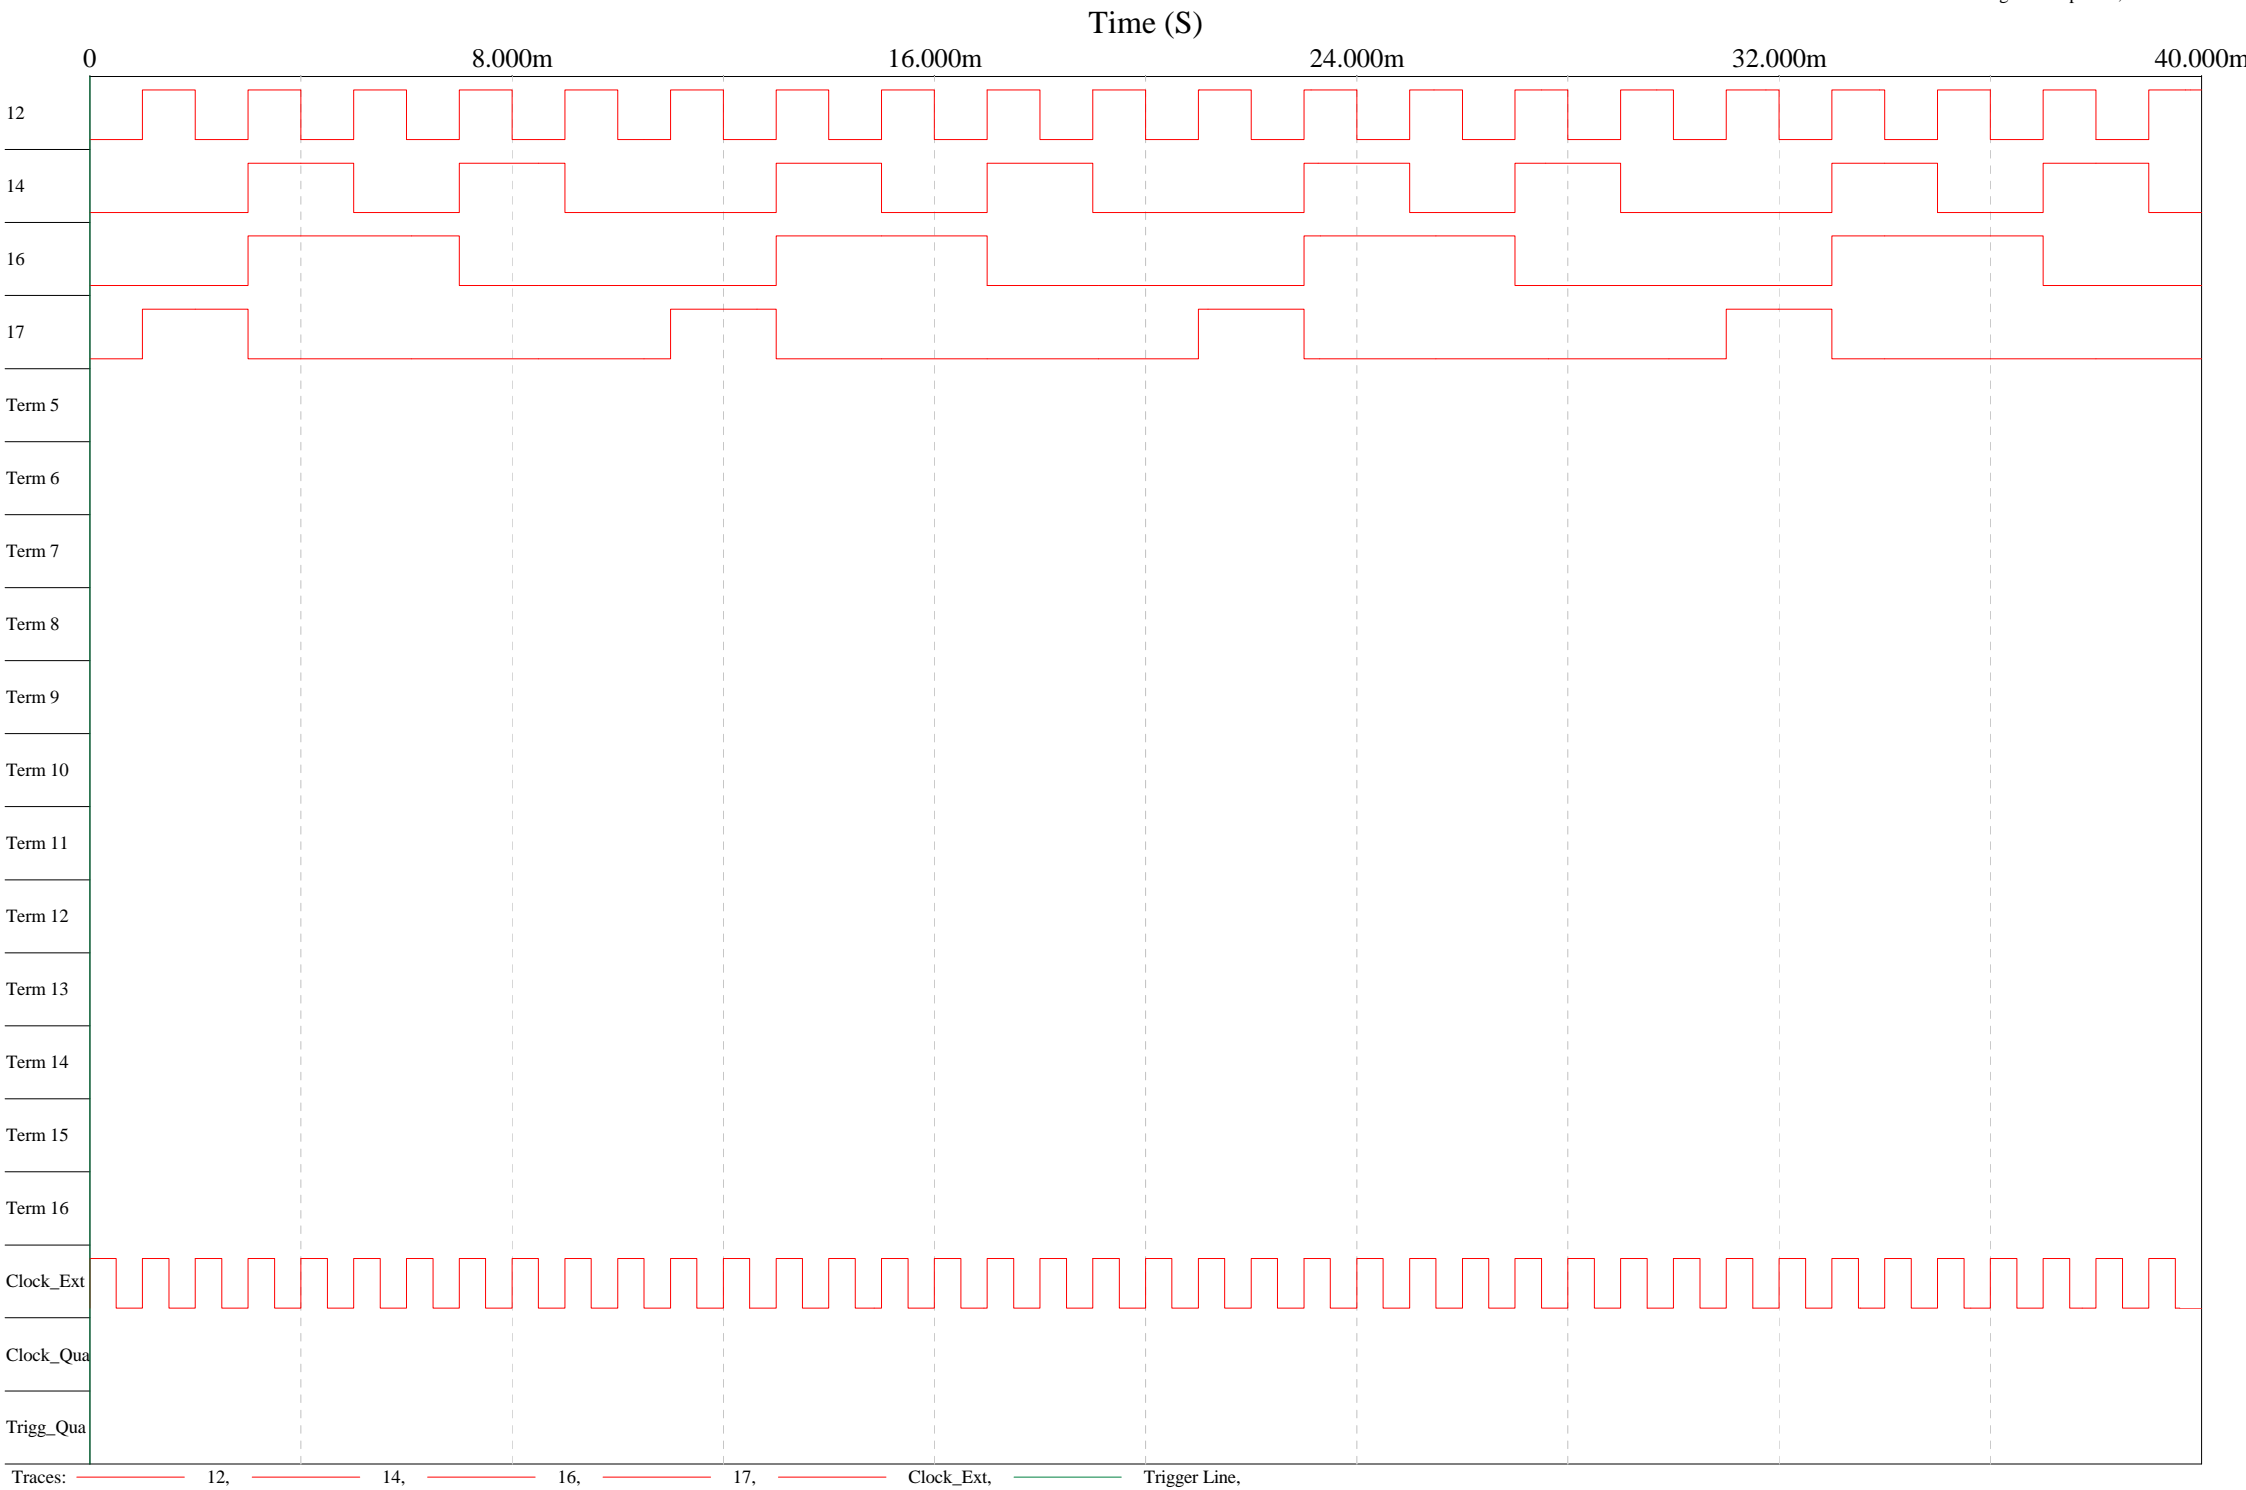 Time (S)
0 8.000m 16.000m 24.000m 32.000m 40.000m
12
14
16
17
Term 5
Term 6
Term 7
Term 8
Term 9
Term 10
Term 11
Term 12
Term 13
Term 14
Term 15
Term 16
Clock_Ext
Clock_Qua
Trigg_Qua
Traces: 12, 14, 16, 17, Clock_Ext, Trigger Line,